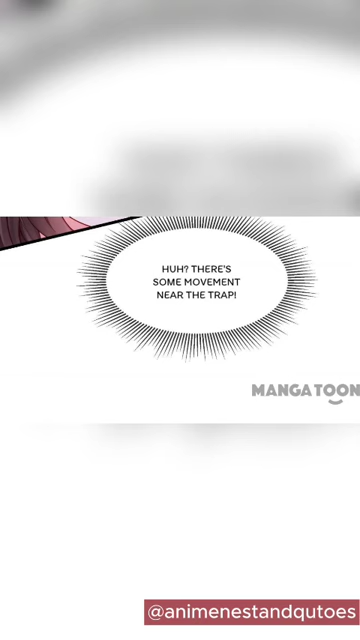 HUH? THERE'S
SOME MOVEMENT
NEAR THE TRAP!
MANGATOON
@animenestandqutoes